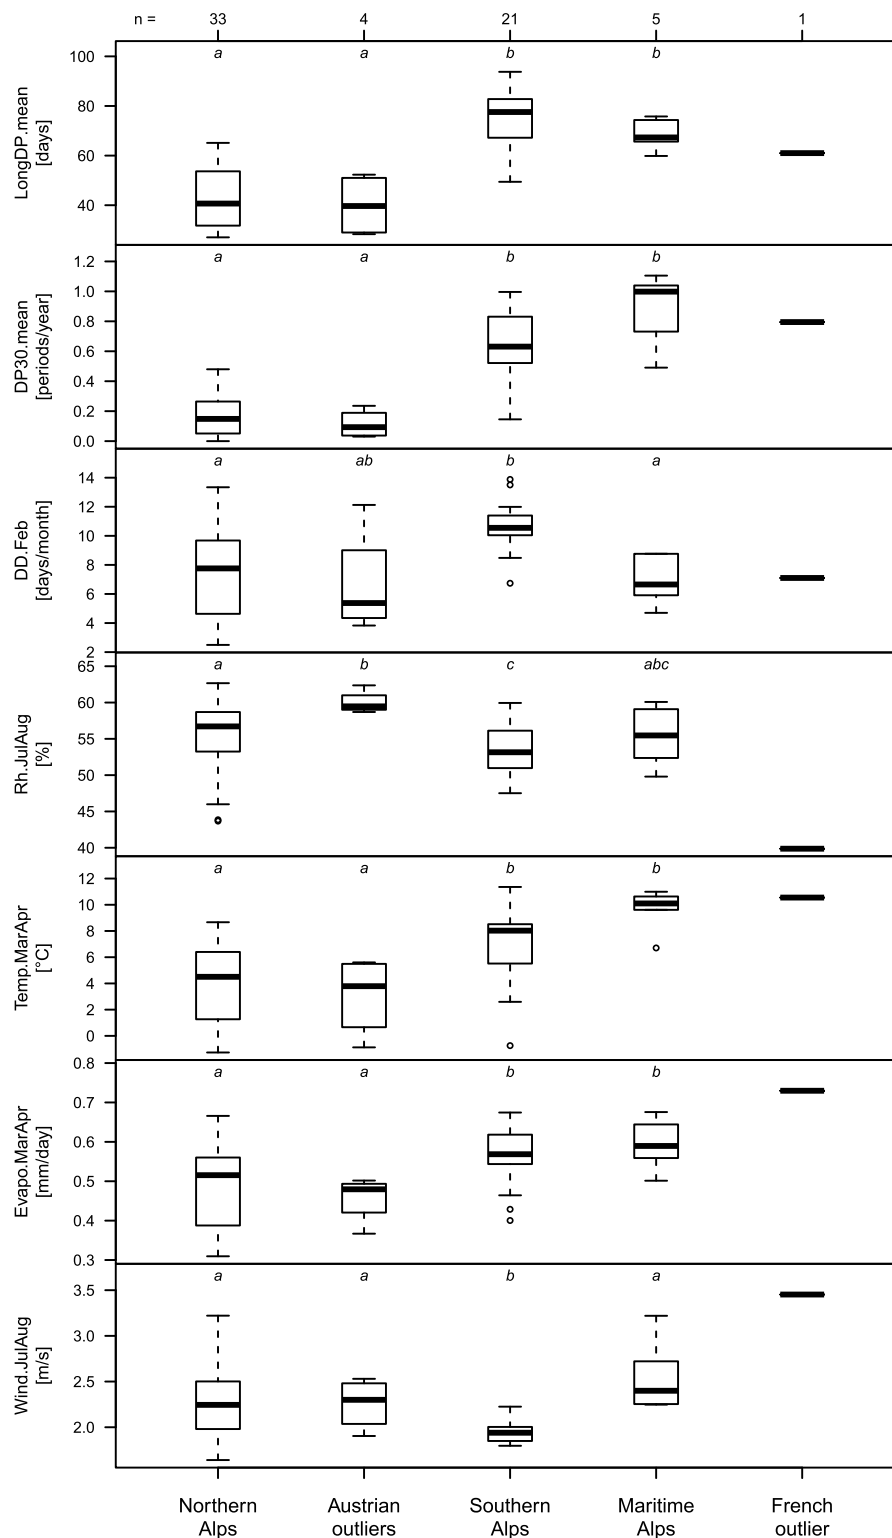 n = 33 4 21 5 1
a a b b
LongDP.mean
[days]
100
80
60
40
a a b b
DP30.mean
[periods/year]
1.2
1.0
0.8
0.6
0.4
0.2
0.0
a ab b a
DD.Feb
[days/month]
14
12
10
8
6
4
2
a b c abc
Rh.JulAug
[%]
65
60
55
50
45
40
a a b b
Temp.MarApr
[°C]
12
10
8
6
4
2
0
a a b b
Evapo.MarApr
[mm/day]
0.8
0.7
0.6
0.5
0.4
0.3
a a b a
Wind.JulAug
[m/s]
3.5
3.0
2.5
2.0
Northern Austrian Southern Maritime French
Alps outliers Alps Alps outlier